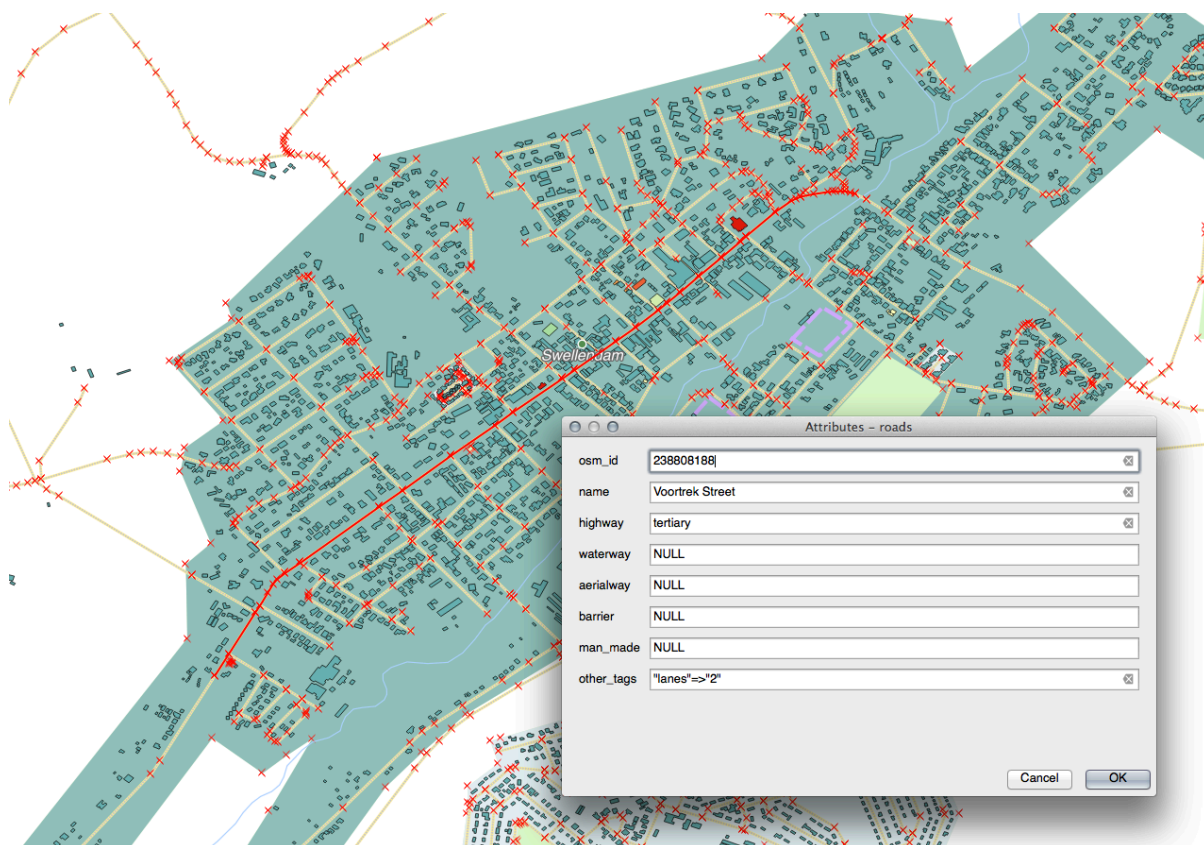 Swellendam
Attributes – roads
osm_id 238808188
name Voortrek Street
highway tertiary
waterway NULL
aerialway NULL
barrier NULL
man_made NULL
other_tags "lanes"=>"2"
Cancel OK